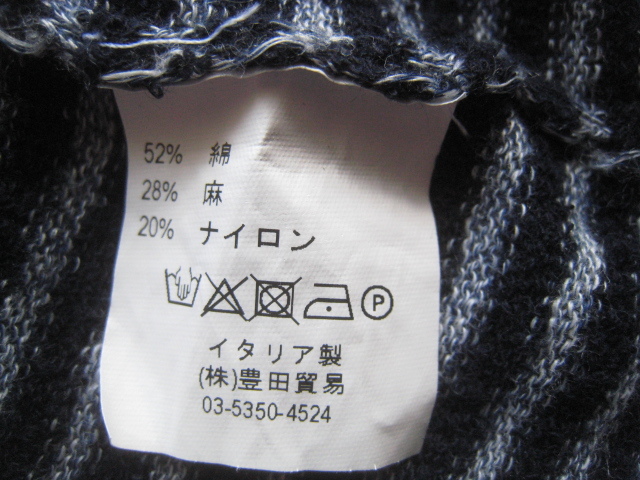 52% 綿
28% 麻
20% ナイロン
P
イタリア製
(株)豊田貿易
03-5350-4524